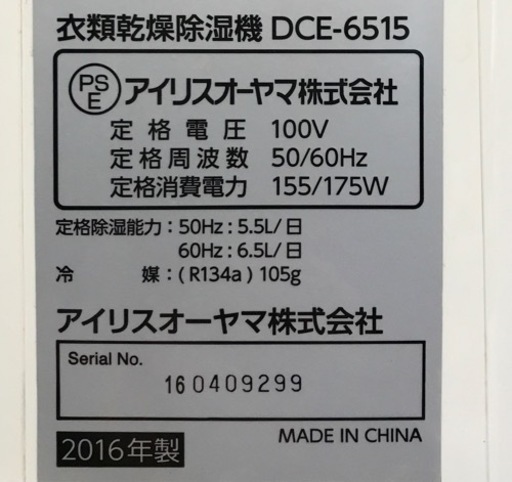 衣類乾燥除湿機 DCE-6515
PS
E
アイリスオーヤマ株式会社
定格電圧 100V
定格周波数 50/60Hz
定格消費電力 155/175W
定格除湿能力：50Hz：5.5L/日
60Hz：6.5L/日
冷 媒：(R134a) 105g
アイリスオーヤマ株式会社
Serial No.
160409299
2016年製
MADE IN CHINA